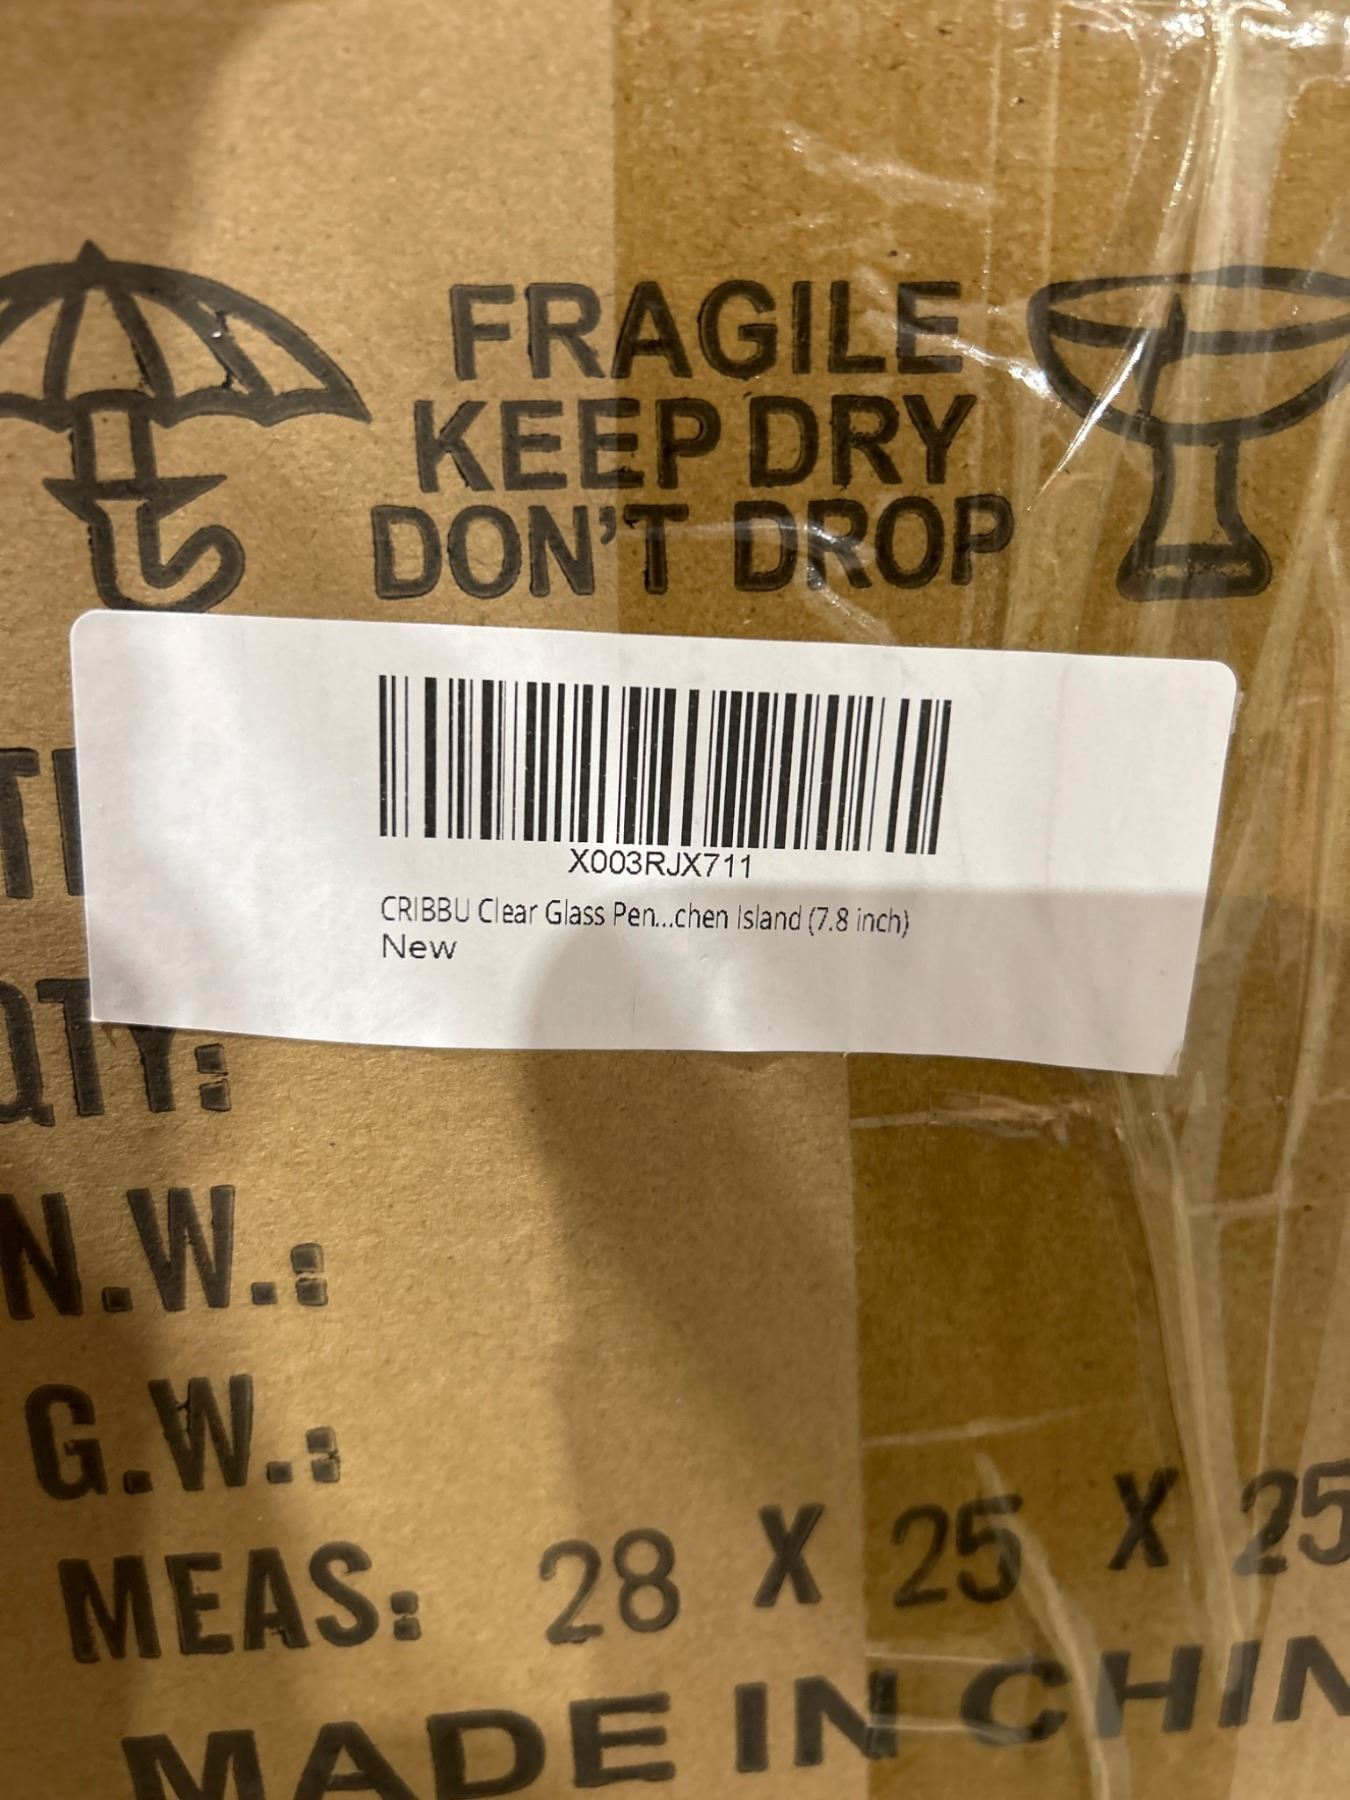 FRAGILE
KEEP DRY
DON'T DROP
X003RJX711
CRIBBU Clear Glass Pen...chen Island (7.8 inch)
New
QTY:
N.W.:
G.W.:
MEAS: 28 X 25 X 25
MADE IN CHIN